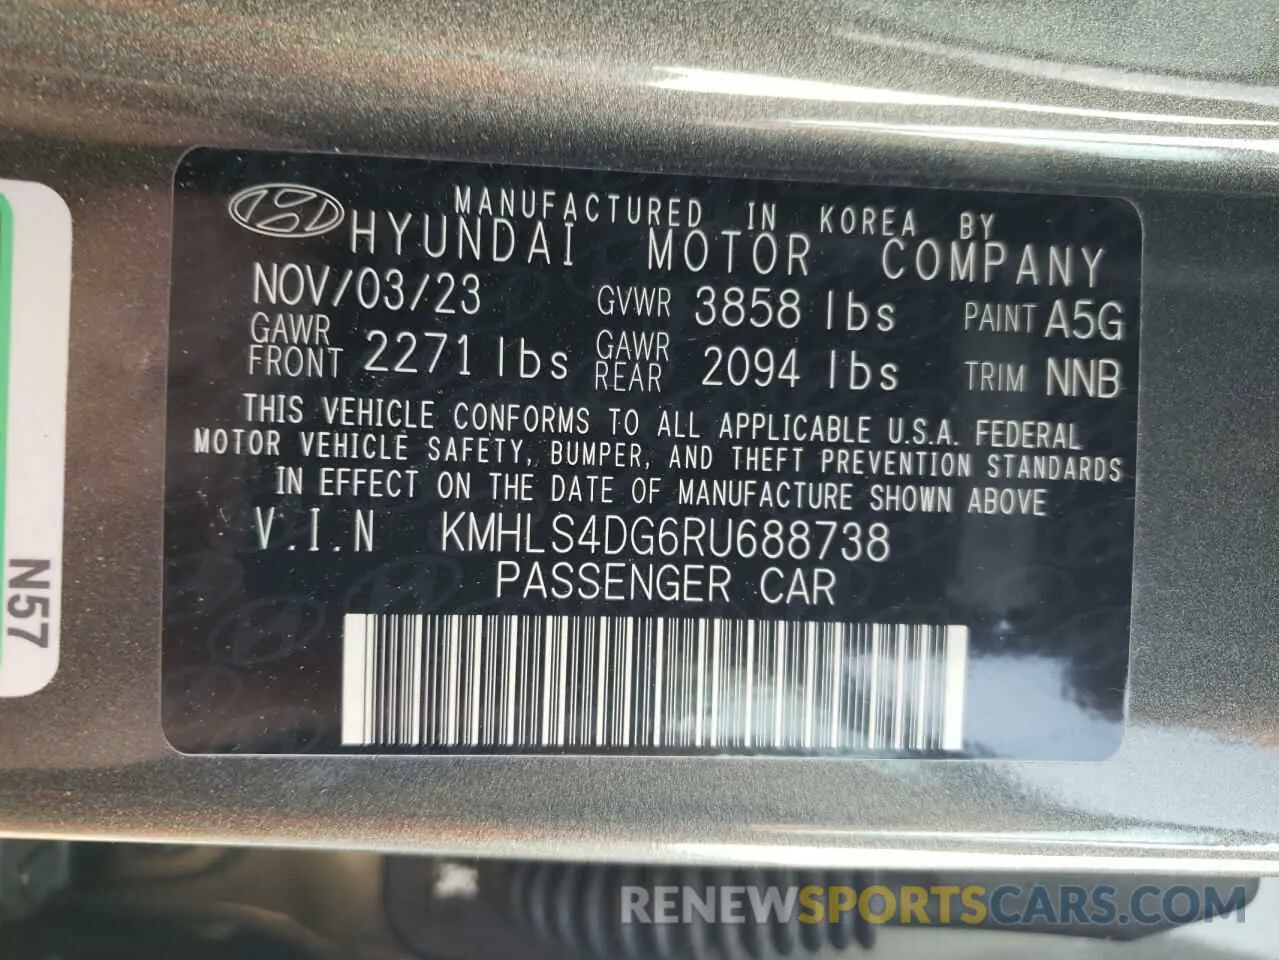 MANUFACTURED IN KOREA BY
HYUNDAI MOTOR COMPANY
NOV/03/23 GVWR 3858 lbs PAINT A5G
GAWR FRONT 2271 lbs GAWR REAR 2094 lbs TRIM NNB
THIS VEHICLE CONFORMS TO ALL APPLICABLE U.S.A. FEDERAL
MOTOR VEHICLE SAFETY, BUMPER, AND THEFT PREVENTION STANDARDS
IN EFFECT ON THE DATE OF MANUFACTURE SHOWN ABOVE
V.I.N KMHLS4DG6RU688738
PASSENGER CAR
N57
RENEWSPORTSCARS.COM